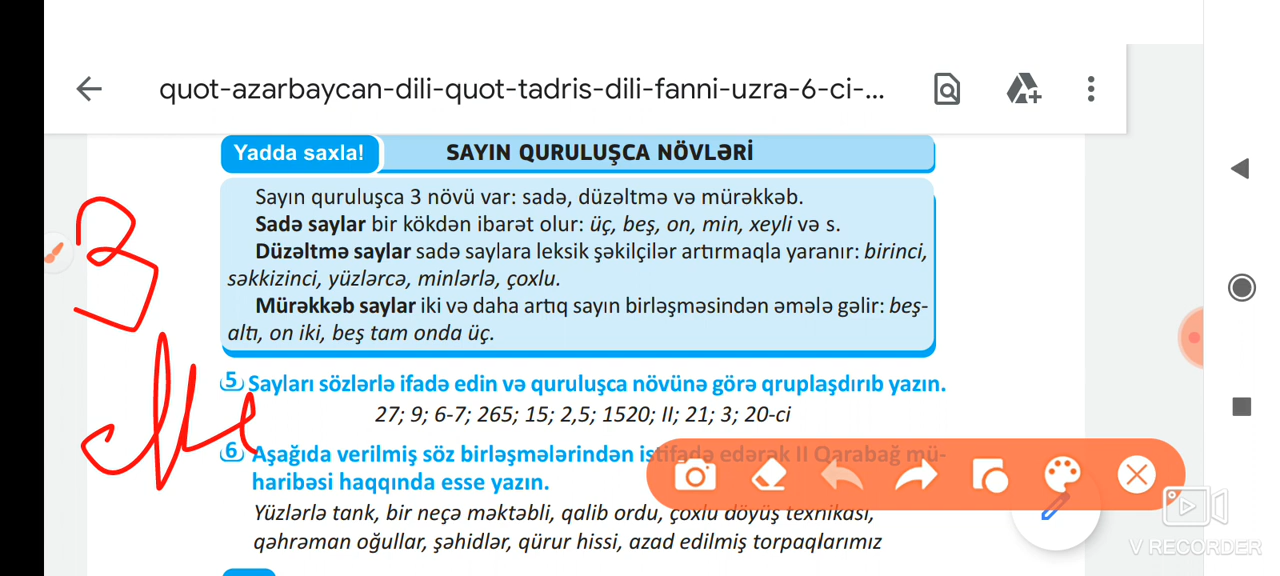 quot-azarbaycan-dili-quot-tadris-dili-fanni-uzra-6-ci-...
Yadda saxla! SAYIN QURULUŞCA NÖVLƏRİ
Sayın quruluşca 3 növü var: sadə, düzəltmə və mürəkkəb.
Sadə saylar bir kökdən ibarət olur: üç, beş, on, min, xeyli və s.
Düzəltmə saylar sadə saylara leksik şəkilçilər artırmaqla yaranır: birinci,
səkkizinci, yüzlərcə, minlərlə, çoxlu.
Mürəkkəb saylar iki və daha artıq sayın birləşməsindən əmələ gəlir: beş-
altı, on iki, beş tam onda üç.
3
5 Sayları sözlərlə ifadə edin və quruluşca növünə görə qruplaşdırıb yazın.
27; 9; 6-7; 265; 15; 2,5; 1520; II; 21; 3; 20-ci
6 Aşağıda verilmiş söz birləşmələrindən istifadə edərək II Qarabağ mü-
haribəsi haqqında esse yazın.
Yüzlərlə tank, bir neçə məktəbli, qalib ordu, çoxlu döyüş texnikası,
qəhrəman oğullar, şəhidlər, qürur hissi, azad edilmiş torpaqlarımız
V RECORDER